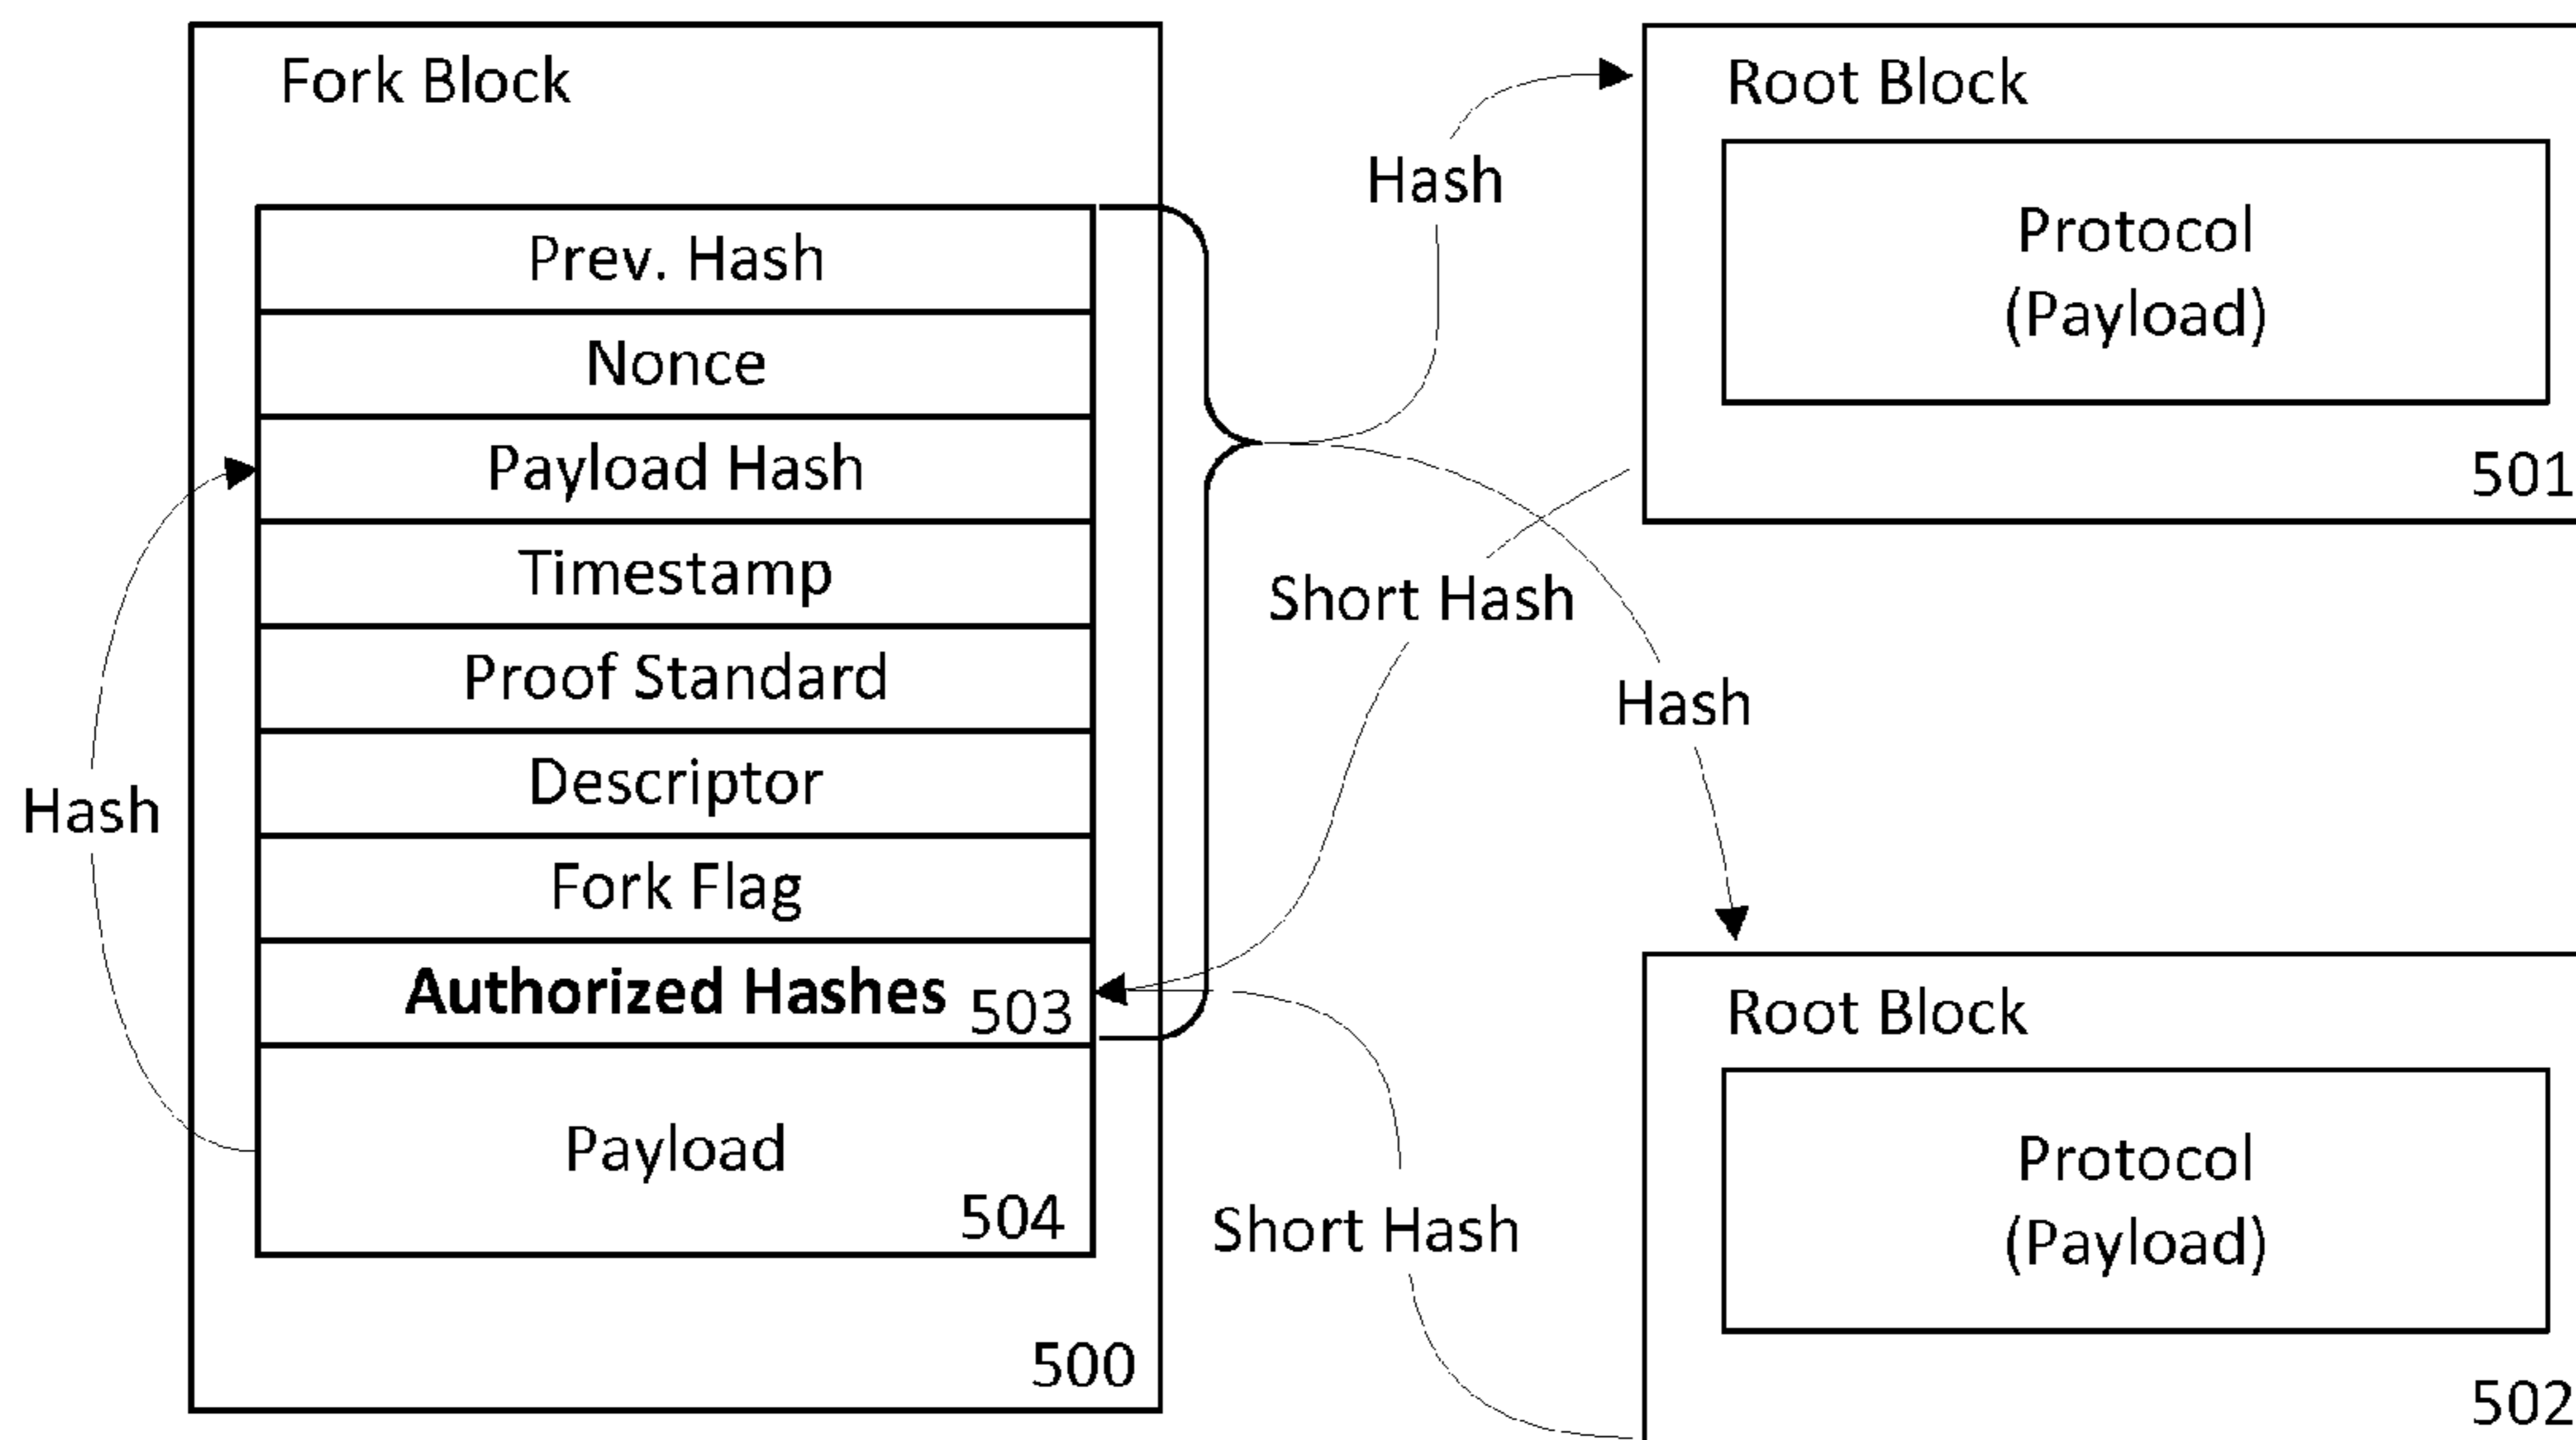 Fork Block
Prev. Hash
Nonce
Payload Hash
Timestamp
Proof Standard
Descriptor
Fork Flag
Authorized Hashes 503
Payload
504
500
Hash
Hash
Short Hash
Hash
Short Hash
Root Block
Protocol
(Payload)
501
Root Block
Protocol
(Payload)
502